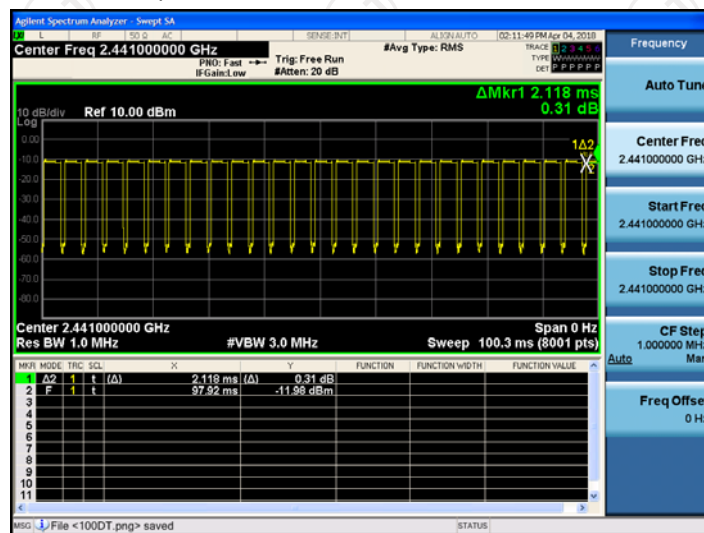 Agilent Spectrum Analyzer - Swept SA
L RF 50 Ω AC SENSE:INT ALIGN AUTO 02:11:49 PM Apr 04, 2018
Center Freq 2.441000000 GHz #Avg Type: RMS TRACE 1 2 3 4 5 6
PNO: Fast Trig: Free Run TYPE W
IFGain:Low #Atten: 20 dB DET P P P P P P
ΔMkr1 2.118 ms
10 dB/div Ref 10.00 dBm 0.31 dB
Log
0.00
1Δ2
-10.0
-20.0
-30.0
-40.0
-50.0
-60.0
-70.0
-80.0
Center 2.441000000 GHz Span 0 Hz
Res BW 1.0 MHz #VBW 3.0 MHz Sweep 100.3 ms (8001 pts)
MKR MODE TRC SCL X Y FUNCTION FUNCTION WIDTH FUNCTION VALUE
1 Δ2 1 t (Δ) 2.118 ms (Δ) 0.31 dB
2 F 1 t 97.92 ms -11.98 dBm
3
4
5
6
7
8
9
10
11
MSG File <100DT.png> saved STATUS
Frequency
Auto Tune
Center Freq
2.441000000 GHz
Start Freq
2.441000000 GHz
Stop Freq
2.441000000 GHz
CF Step
1.000000 MHz
Auto Man
Freq Offset
0 Hz